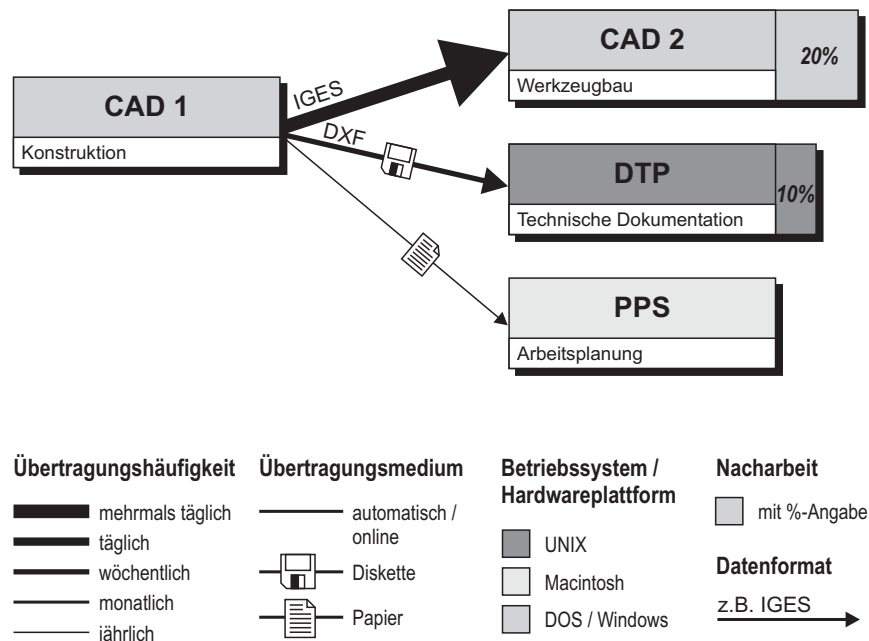 CAD 1
Konstruktion
IGES
DXF
CAD 2
20%
Werkzeugbau
DTP
10%
Technische Dokumentation
PPS
Arbeitsplanung
Übertragungshäufigkeit
mehrmals täglich
täglich
wöchentlich
monatlich
jährlich
Übertragungsmedium
automatisch /
online
Diskette
Papier
Betriebssystem /
Hardwareplattform
UNIX
Macintosh
DOS / Windows
Nacharbeit
mit %-Angabe
Datenformat
z.B. IGES